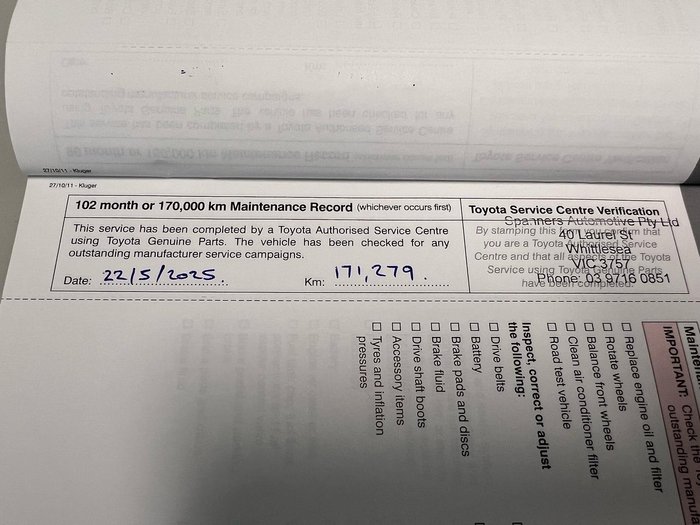 27/10/11 - Kluger
27/10/11 - Kluger
102 month or 170,000 km Maintenance Record (whichever occurs first)
This service has been completed by a Toyota Authorised Service Centre
using Toyota Genuine Parts. The vehicle has been checked for any
outstanding manufacturer service campaigns.
Date: 22/5/2025
Km: 171,279
Toyota Service Centre Verification
By stamping this form you confirm that
you are a Toyota Authorised Service
Centre and that all aspects of the Toyota
Service using Toyota Genuine Parts
have been completed.
Spanners Automotive Pty Ltd
40 Laurel St
Whittlesea
VIC 3757
Phone: 03 9716 0851
IMPORTANT: Check the
outstanding
☐ Replace engine oil and filter
☐ Rotate wheels
☐ Balance front wheels
☐ Clean air conditioner filter
☐ Road test vehicle
Inspect, correct or adjust
the following:
☐ Drive belts
☐ Battery
☐ Brake pads and discs
☐ Brake fluid
☐ Drive shaft boots
☐ Accessory items
☐ Tyres and inflation
pressures